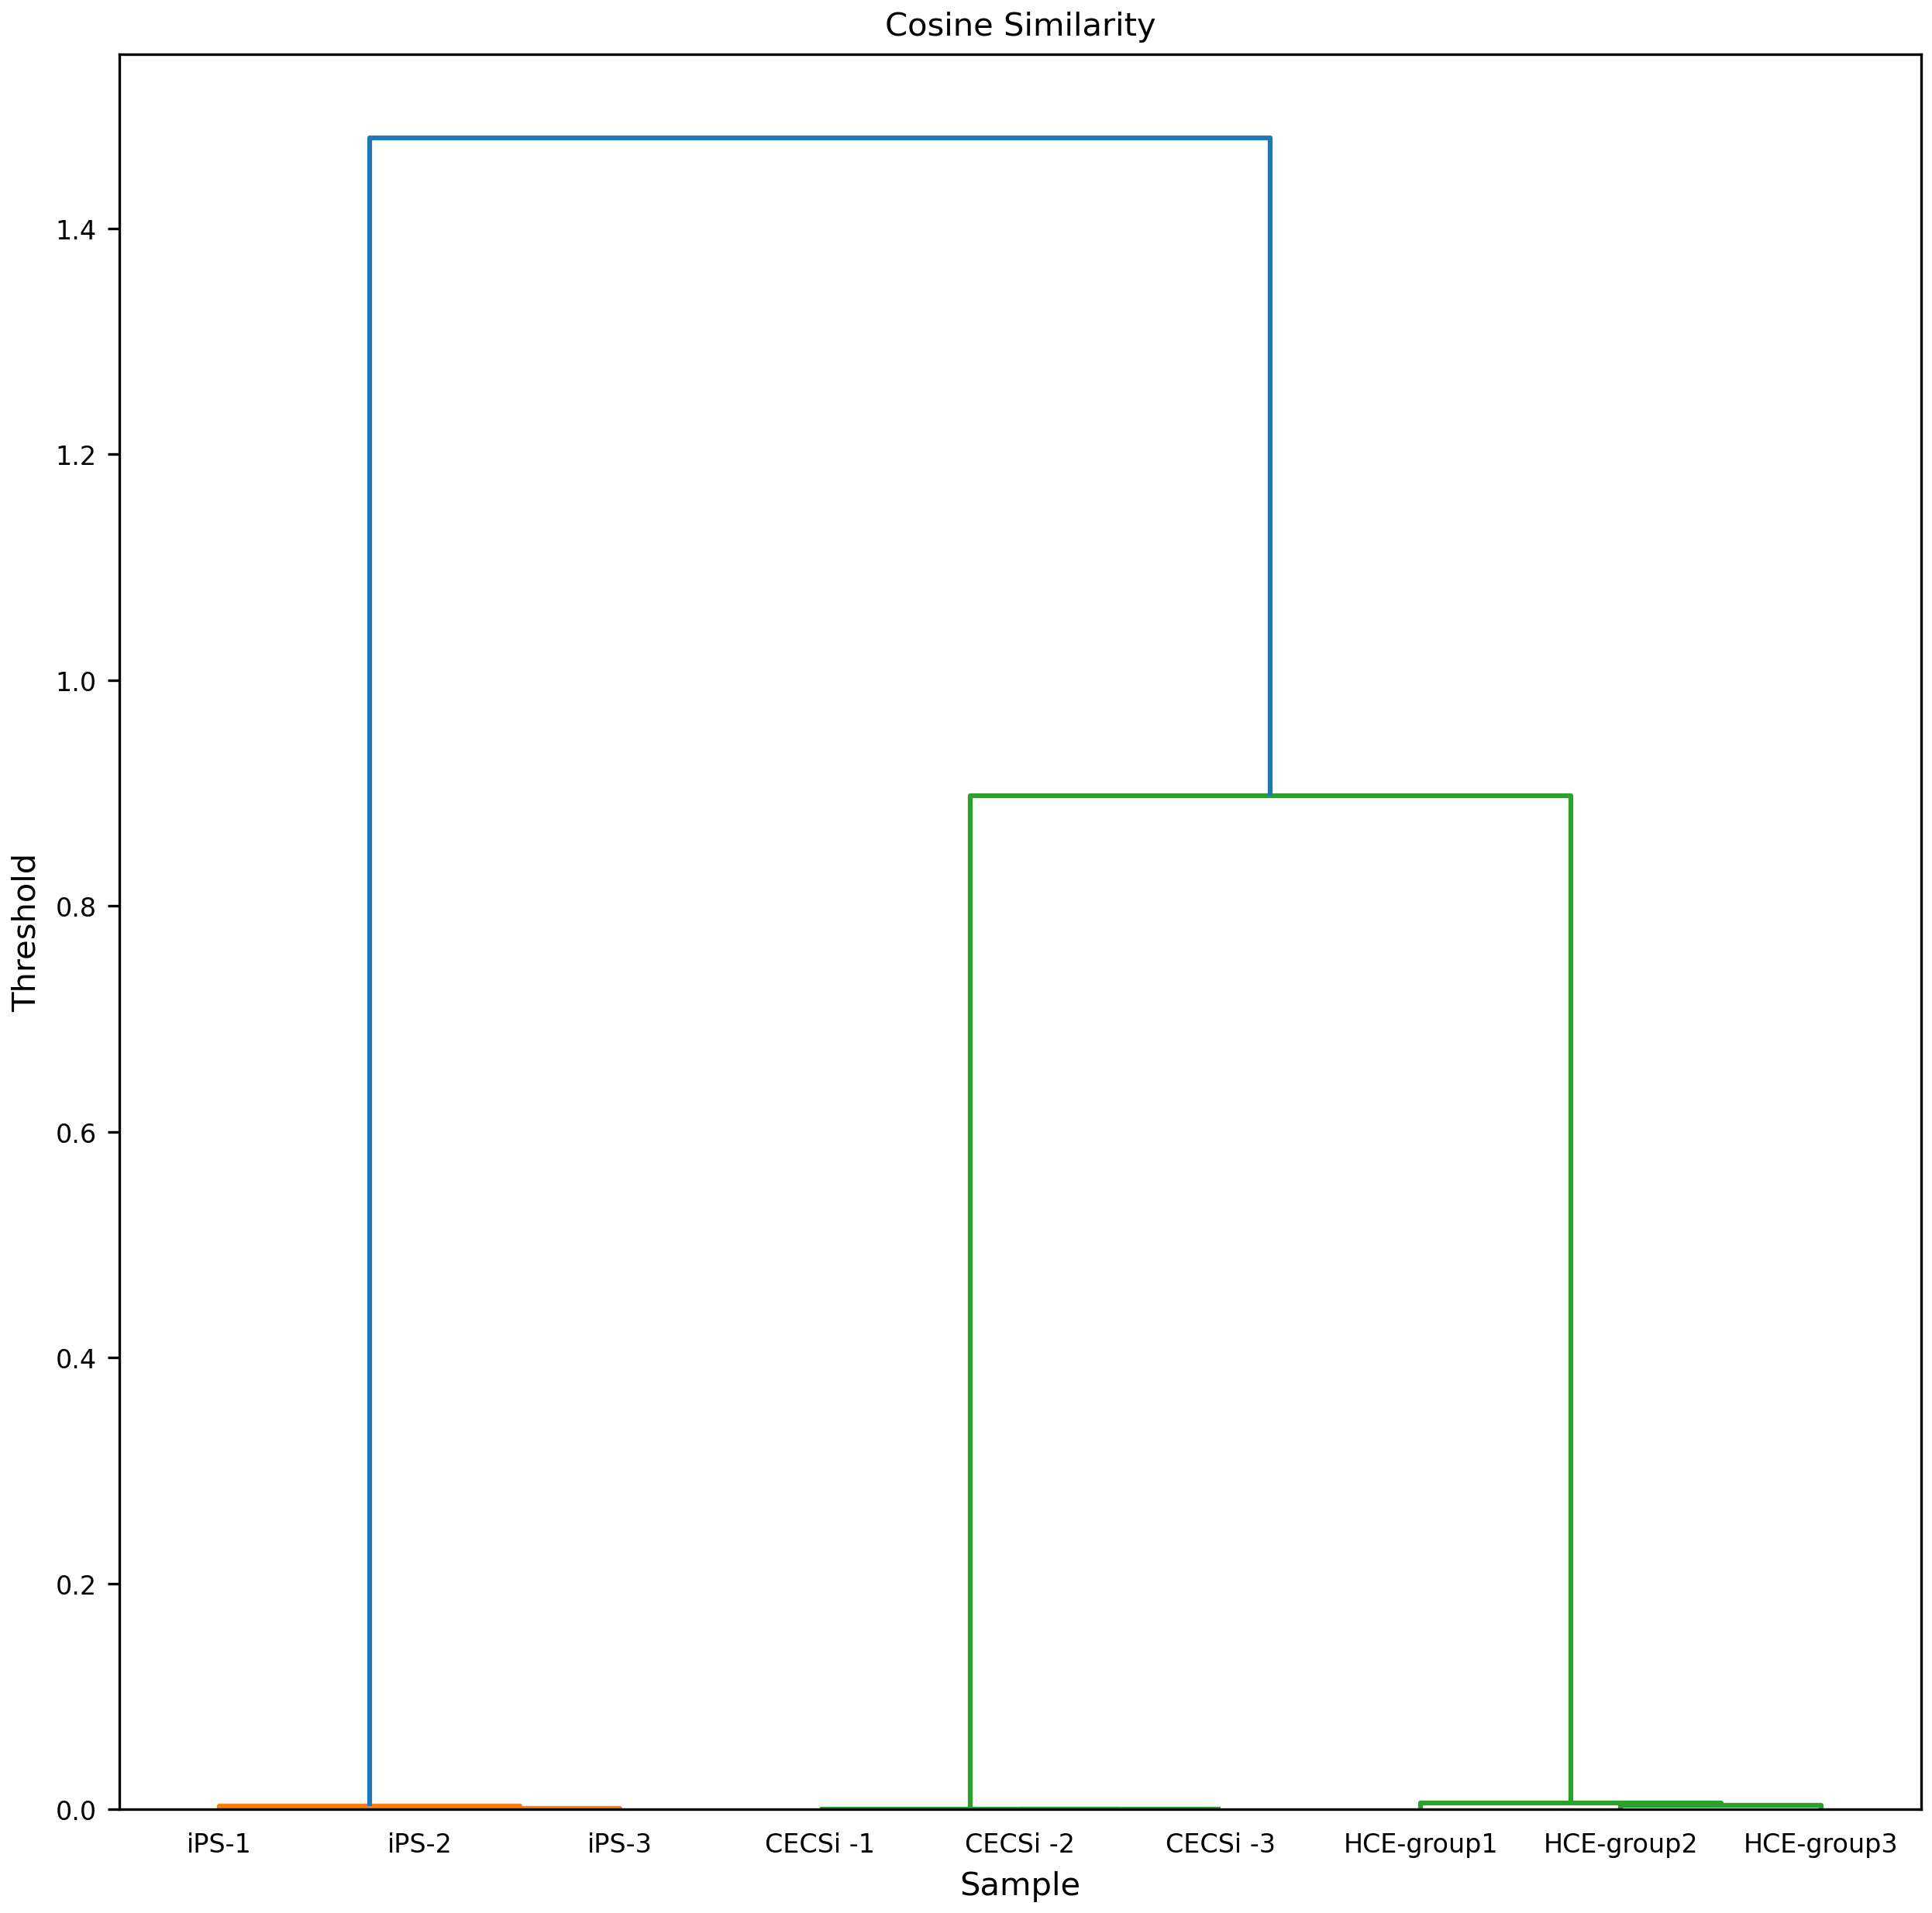 Cosine Similarity
1.4
1.2
1.0
0.8
0.6
0.4
0.2
0.0
Threshold
iPS-1 iPS-2 iPS-3 CECSi -1 CECSi -2 CECSi -3 HCE-group1 HCE-group2 HCE-group3
Sample